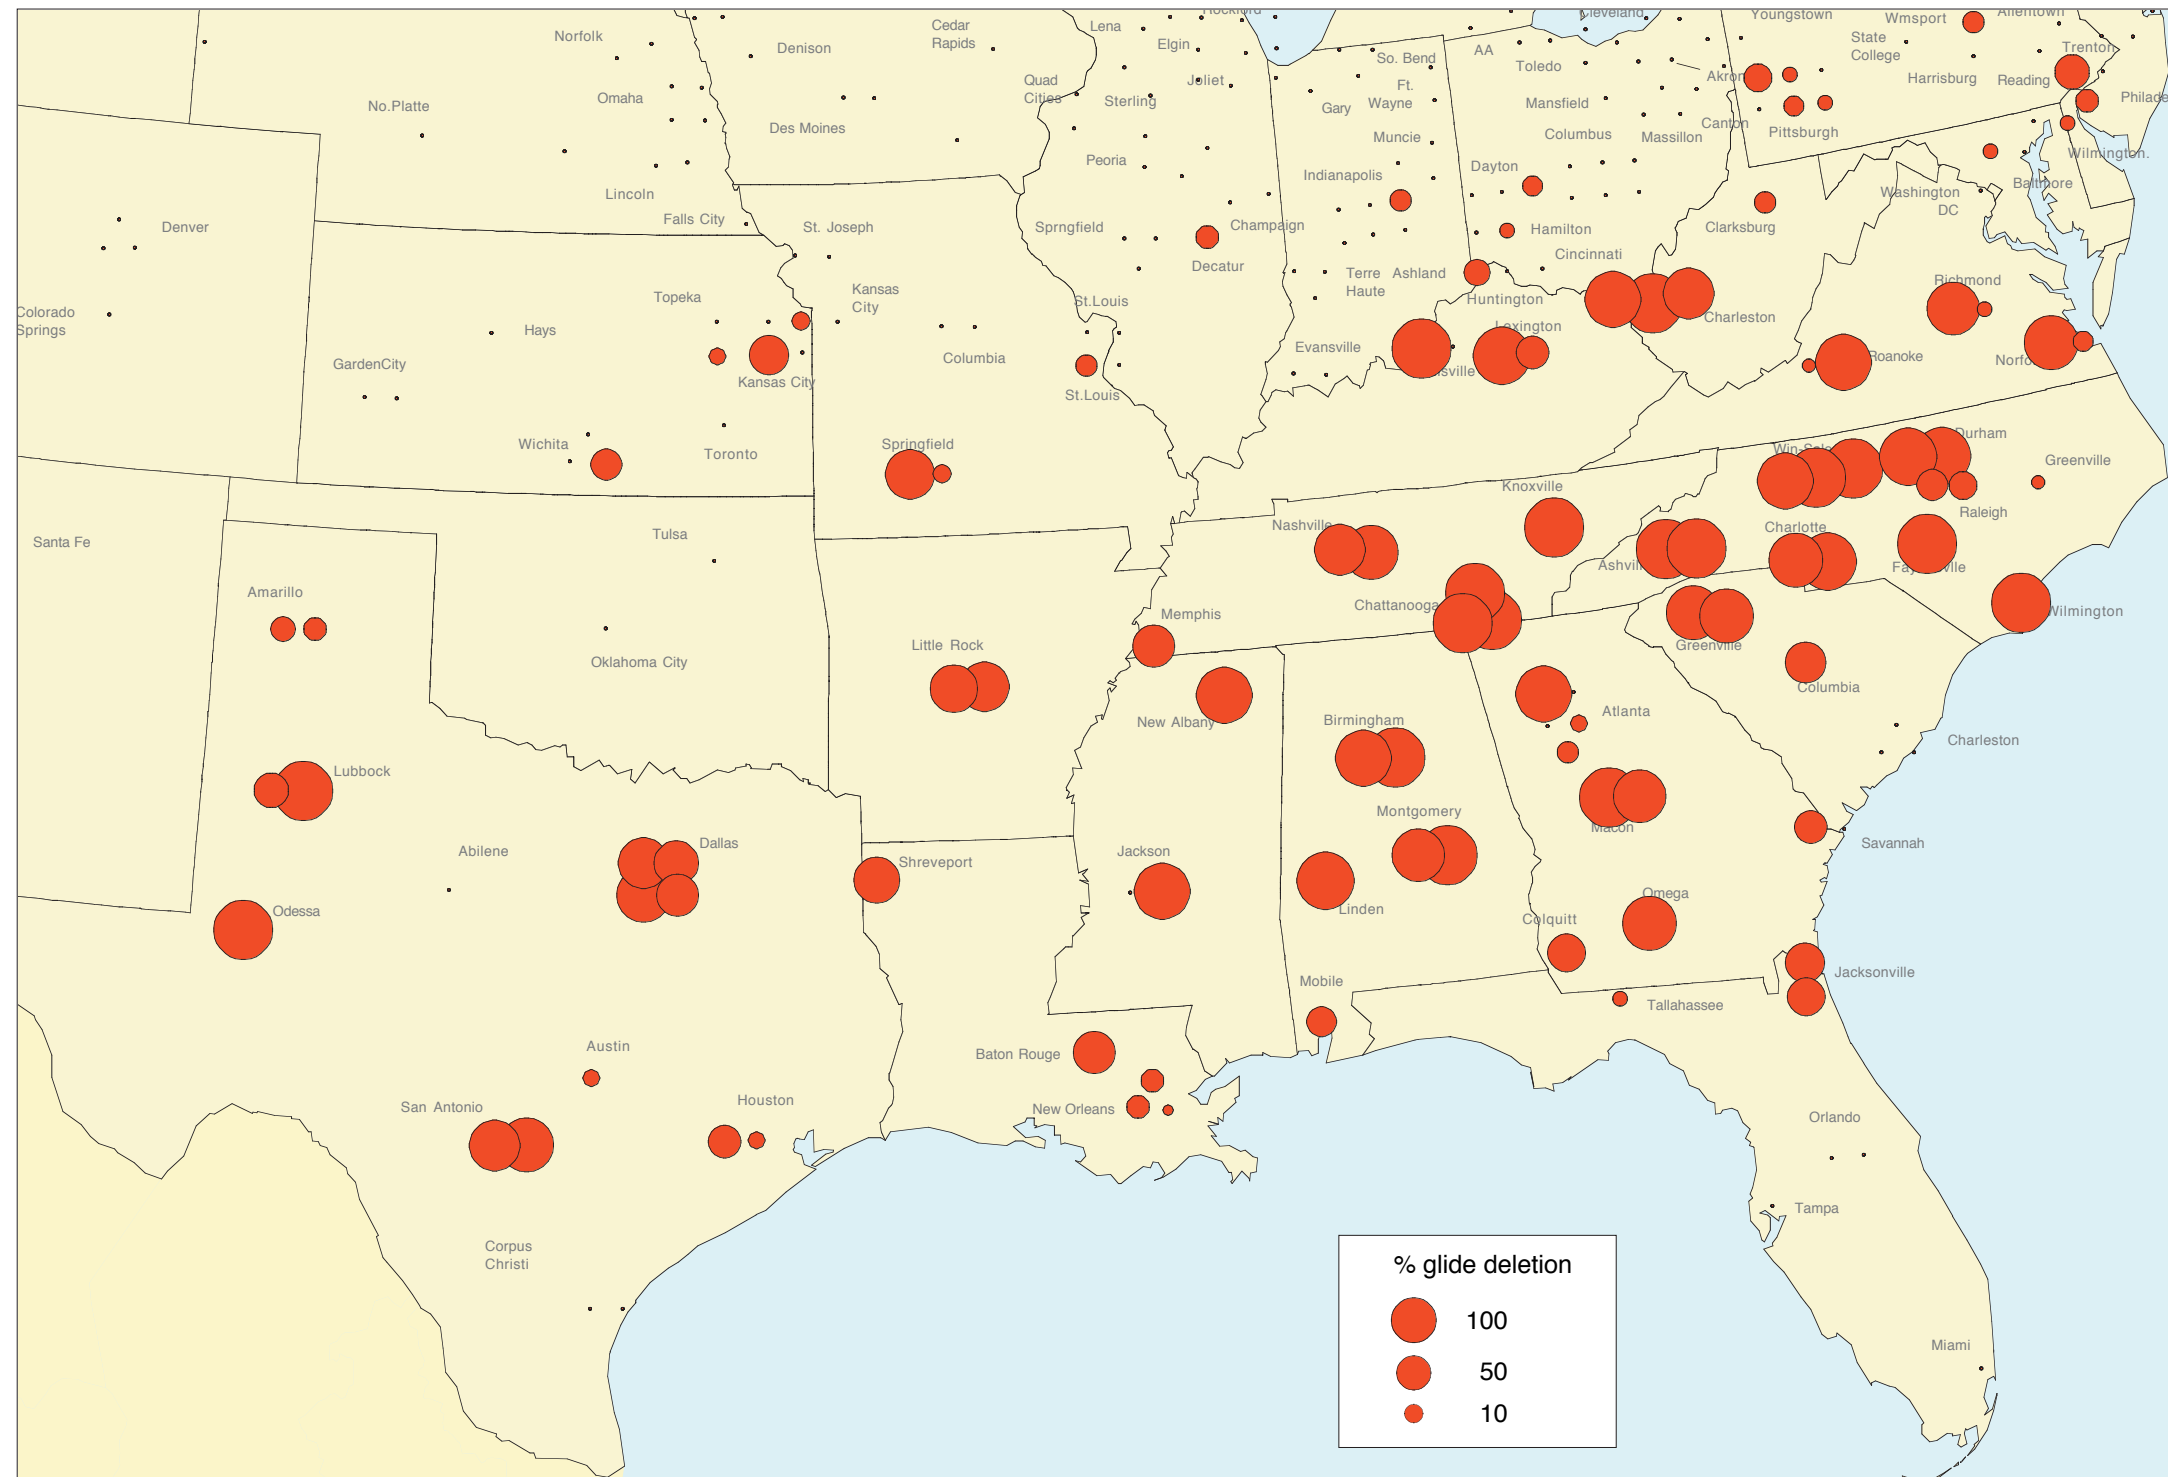 Cleveland
Youngstown
Wmsport
Norfolk
Cedar
Rapids
Lena
Denison
Elgin
So. Bend
AA
Toledo
State
College
Trenton
No.Platte
Omaha
Quad
Cities
Joliet
Sterling
Ft.
Wayne
Gary
Mansfield
Akron
Harrisburg
Reading
Des Moines
Muncie
Columbus
Massillon
Canton
Pittsburgh
Peoria
Indianapolis
Dayton
Wilmington.
Lincoln
Washington
DC
Baltmore
Denver
Falls City
St. Joseph
Sprngfield
Champaign
Hamilton
Clarksburg
Decatur
Cincinnati
Terre
Haute
Ashland
Colorado
Springs
Topeka
Kansas
City
St.Louis
Huntington
Richmond
Charleston
Hays
Lexington
GardenCity
Columbia
Evansville
Roanoke
Kansas City
St.Louis
Wichita
Toronto
Springfield
Durham
Greenville
Knoxville
Raleigh
Santa Fe
Tulsa
Nashville
Charlotte
Amarillo
Chattanooga
Memphis
Wilmington
Little Rock
Greenville
Oklahoma City
Columbia
New Albany
Birmingham
Atlanta
Charleston
Lubbock
Montgomery
Macon
Abilene
Dallas
Shreveport
Jackson
Savannah
Odessa
Linden
Colquitt
Omega
Mobile
Jacksonville
Tallahassee
Austin
Baton Rouge
San Antonio
Houston
New Orleans
Orlando
Tampa
Corpus
Christi
Miami
% glide deletion
100
50
10